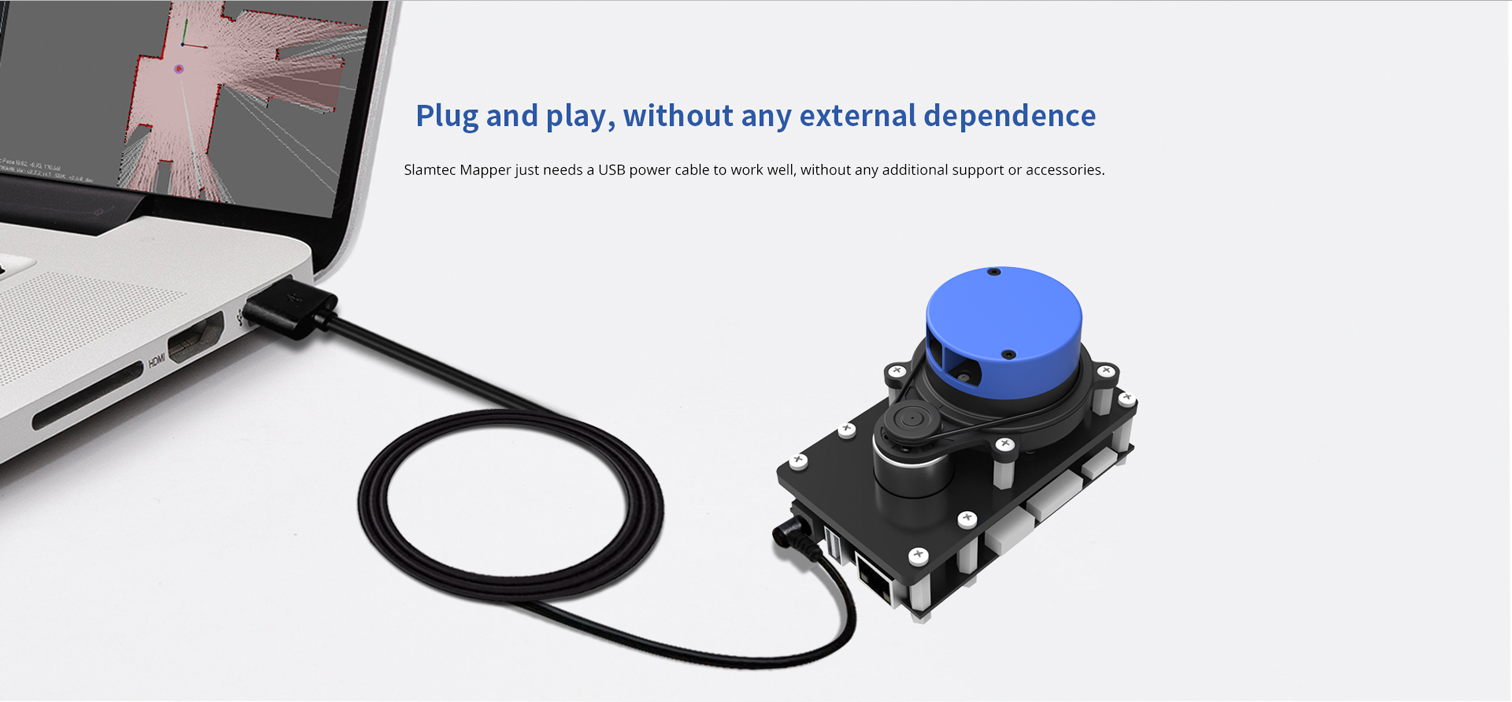 Plug and play, without any external dependence
Slamtec Mapper just needs a USB power cable to work well, without any additional support or accessories.
HDMI